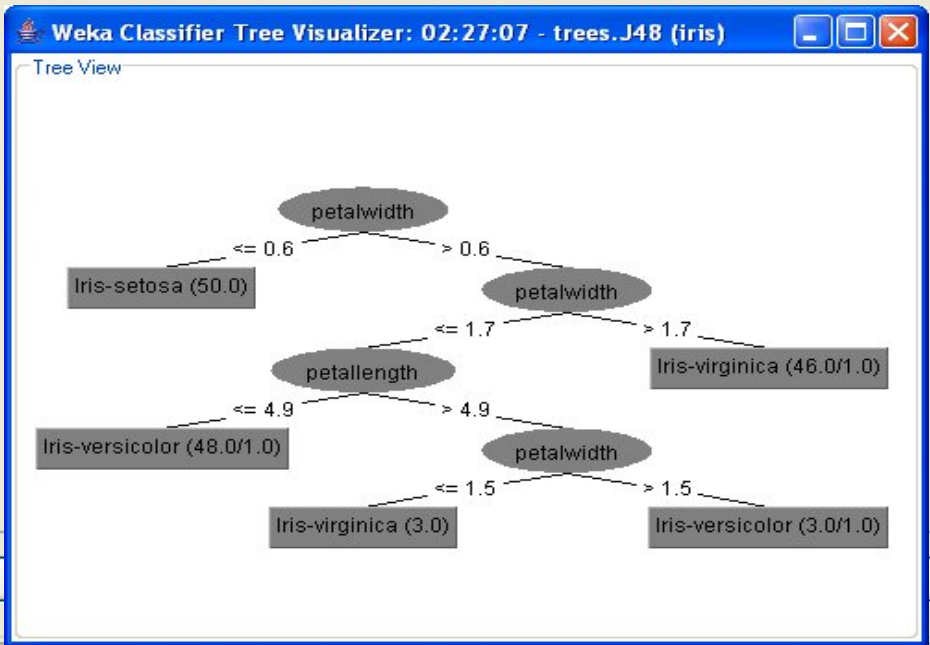 Weka Classifier Tree Visualizer: 02:27:07 - trees.J48 (iris)
Tree View
petalwidth
<= 0.6
> 0.6
Iris-setosa (50.0)
petalwidth
<= 1.7
> 1.7
petallength
Iris-virginica (46.0/1.0)
<= 4.9
> 4.9
Iris-versicolor (48.0/1.0)
petalwidth
<= 1.5
> 1.5
Iris-virginica (3.0)
Iris-versicolor (3.0/1.0)